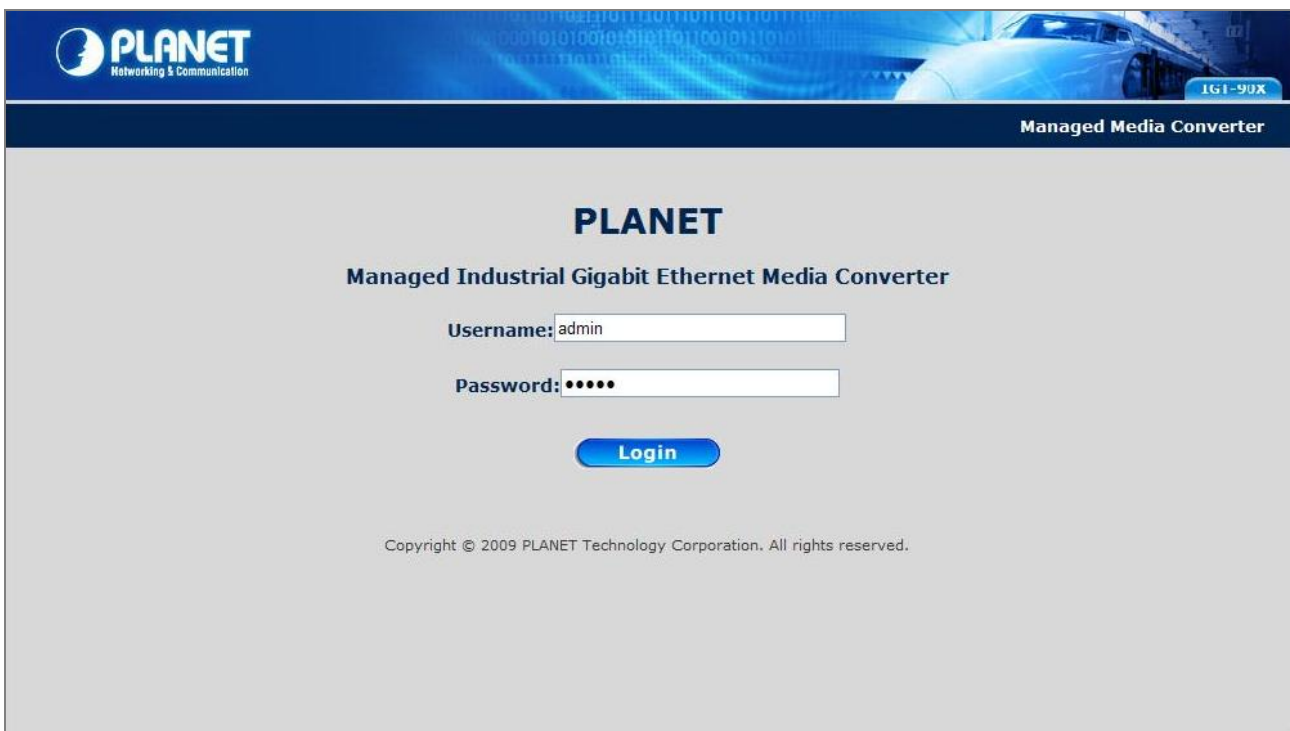 PLANET
Networking & Communication
IGT-90X
Managed Media Converter
PLANET
Managed Industrial Gigabit Ethernet Media Converter
Username: admin
Password: •••••
Login
Copyright © 2009 PLANET Technology Corporation. All rights reserved.